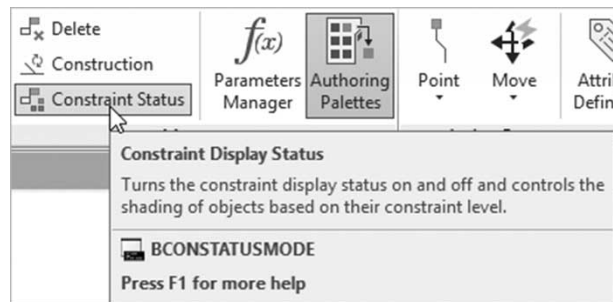 Delete
Construction
Constraint Status
f(x)
Parameters
Manager
Authoring
Palettes
Point
Move
Constraint Display Status
Turns the constraint display status on and off and controls the
shading of objects based on their constraint level.
BCONSTATUSMODE
Press F1 for more help